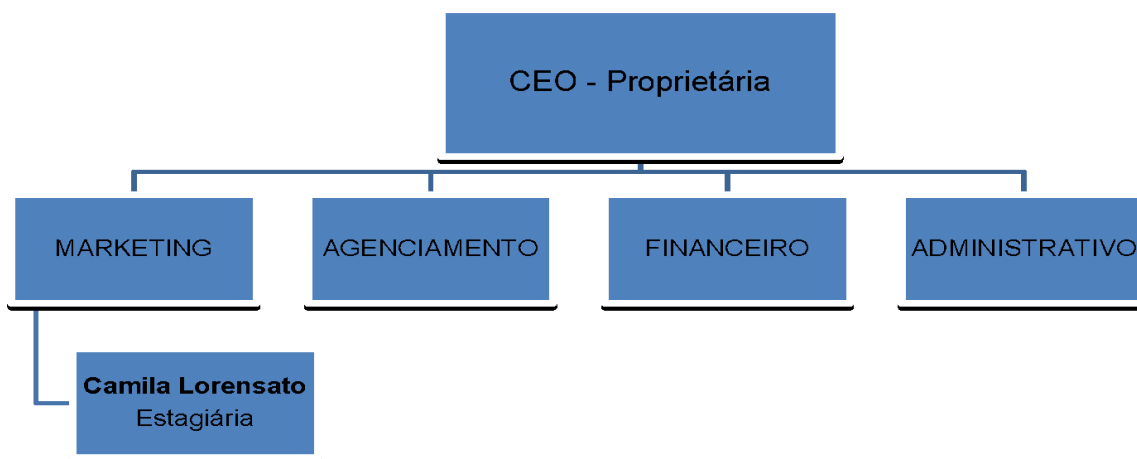 CEO - Proprietária
MARKETING
AGENCIAMENTO
FINANCEIRO
ADMINISTRATIVO
Camila Lorensato
Estagiária